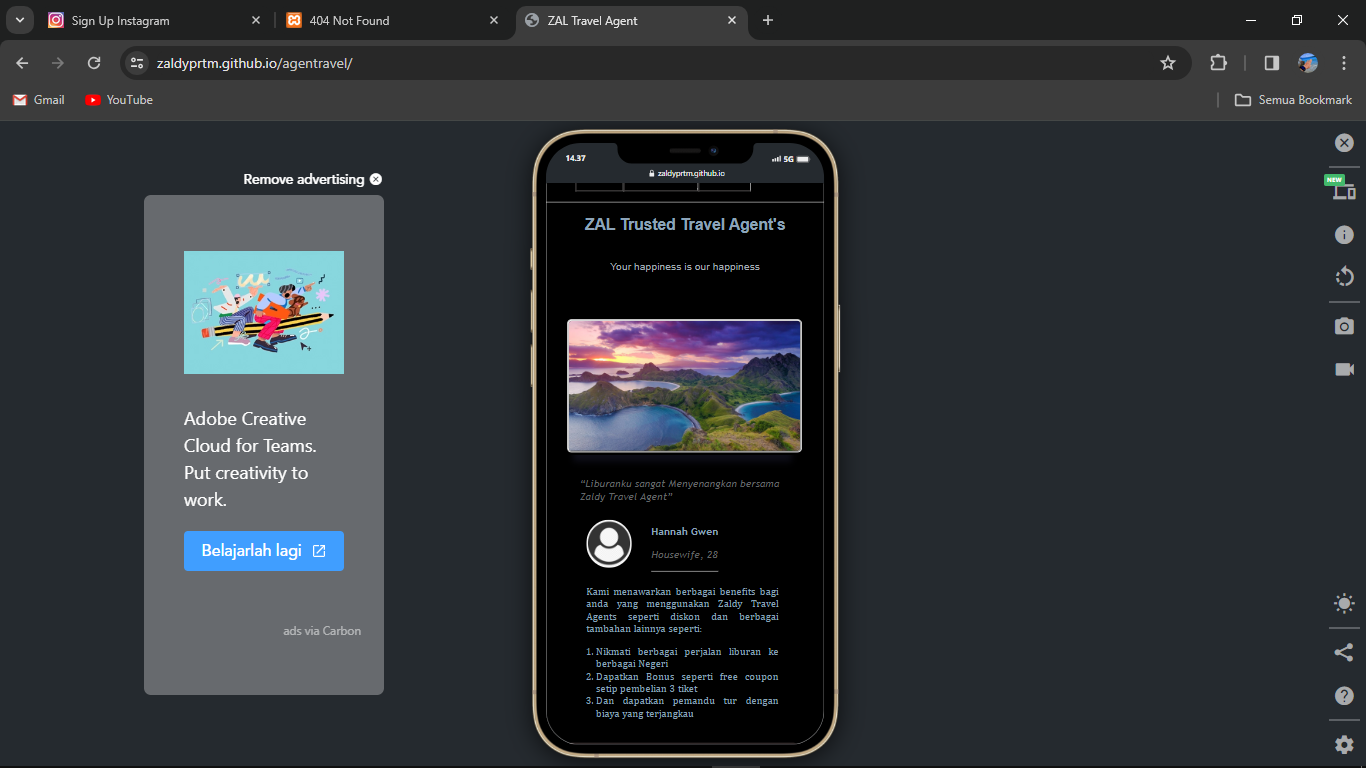 Sign Up Instagram
404 Not Found
ZAL Travel Agent
zaldyprtm.github.io/agentravel/
Gmail
YouTube
Semua Bookmark
Remove advertising
Adobe Creative
Cloud for Teams.
Put creativity to
work.
Belajarlah lagi
ads via Carbon
14.37
5G
zaldyprtm.github.io
ZAL Trusted Travel Agent's
Your happiness is our happiness
“Liburanku sangat Menyenangkan bersama
Zaldy Travel Agent”
Hannah Gwen
Housewife, 28
Kami menawarkan berbagai benefits bagi
anda yang menggunakan Zaldy Travel
Agents seperti diskon dan berbagai
tambahan lainnya seperti:
1. Nikmati berbagai perjalan liburan ke
berbagai Negeri
2. Dapatkan Bonus seperti free coupon
setip pembelian 3 tiket
3. Dan dapatkan pemandu tur dengan
biaya yang terjangkau
NEW